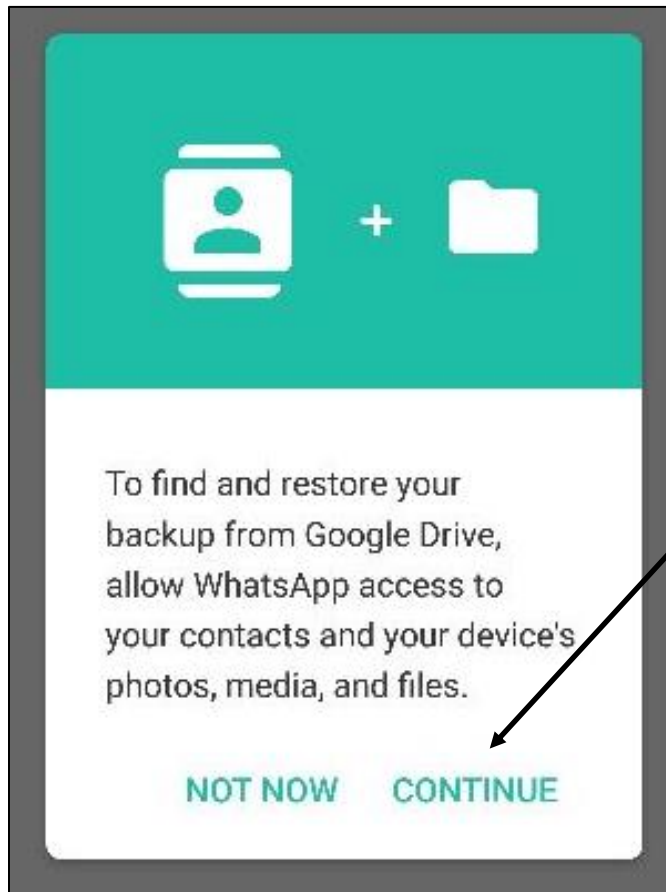 To find and restore your
backup from Google Drive,
allow WhatsApp access to
your contacts and your device's
photos, media, and files.
NOT NOW CONTINUE